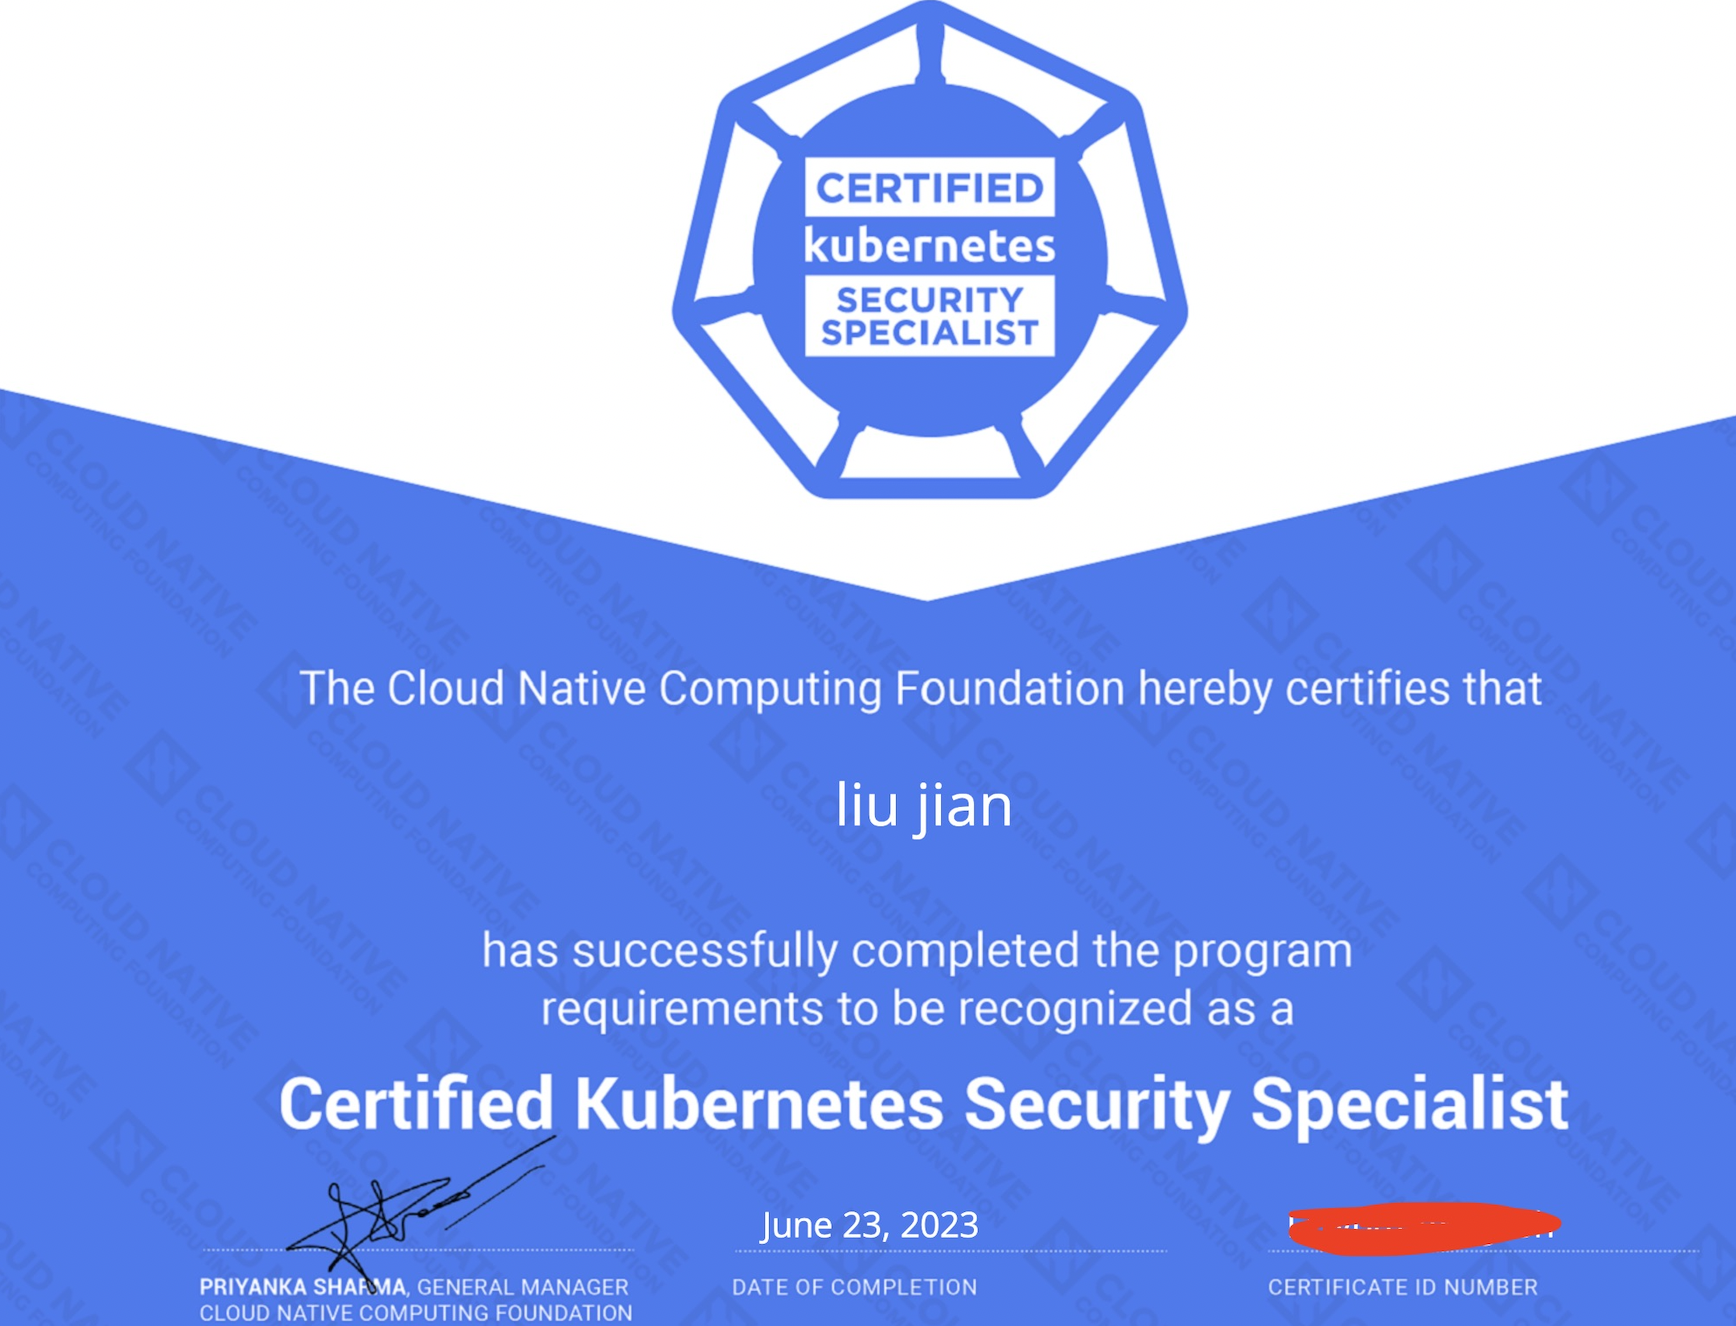 CERTIFIED
kubernetes
SECURITY
SPECIALIST
The Cloud Native Computing Foundation hereby certifies that
liu jian
has successfully completed the program
requirements to be recognized as a
Certified Kubernetes Security Specialist
June 23, 2023
PRIYANKA SHARMA, GENERAL MANAGER
CLOUD NATIVE COMPUTING FOUNDATION
DATE OF COMPLETION
CERTIFICATE ID NUMBER